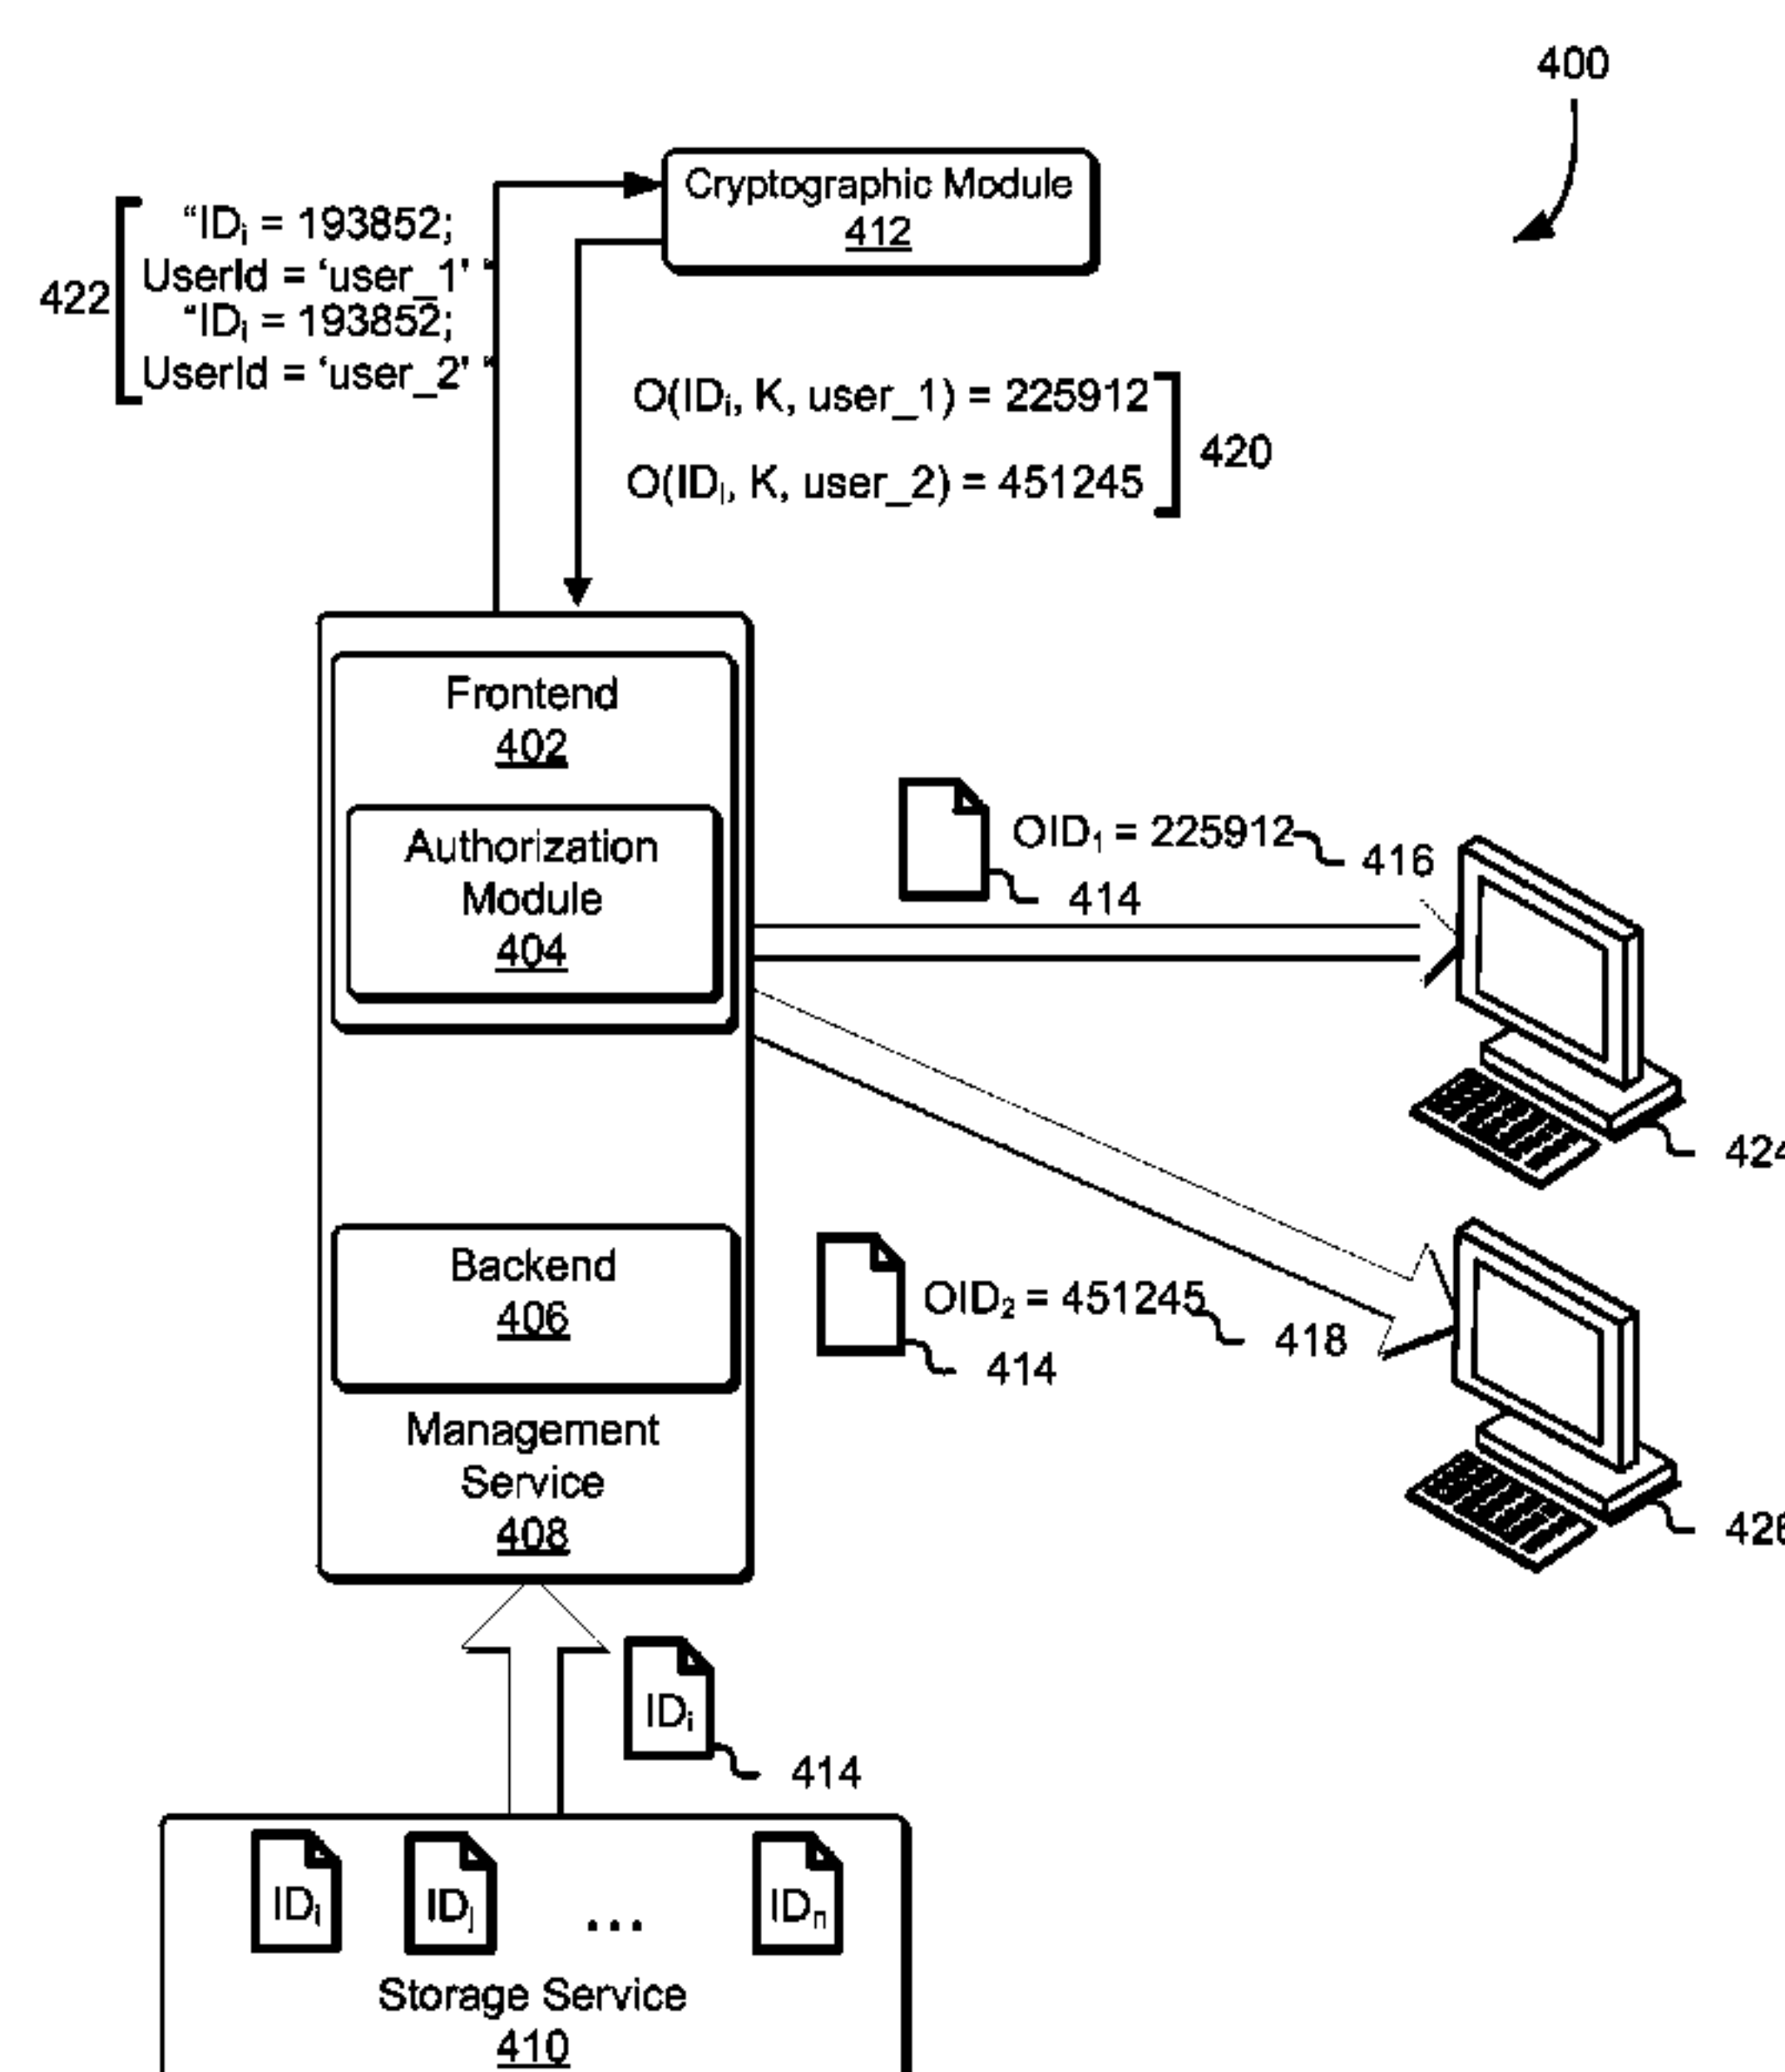 400
Cryptographic Module
412
422
“IDi = 193852;
UserId = ‘user_1’ “
“IDi = 193852;
UserId = ‘user_2’ “
O(IDi, K, user_1) = 225912
O(IDi, K, user_2) = 451245
420
Frontend
402
Authorization
Module
404
OID1 = 225912
416
414
424
Backend
406
OID2 = 451245
418
414
426
Management
Service
408
IDi
414
IDi
IDj
...
IDn
Storage Service
410